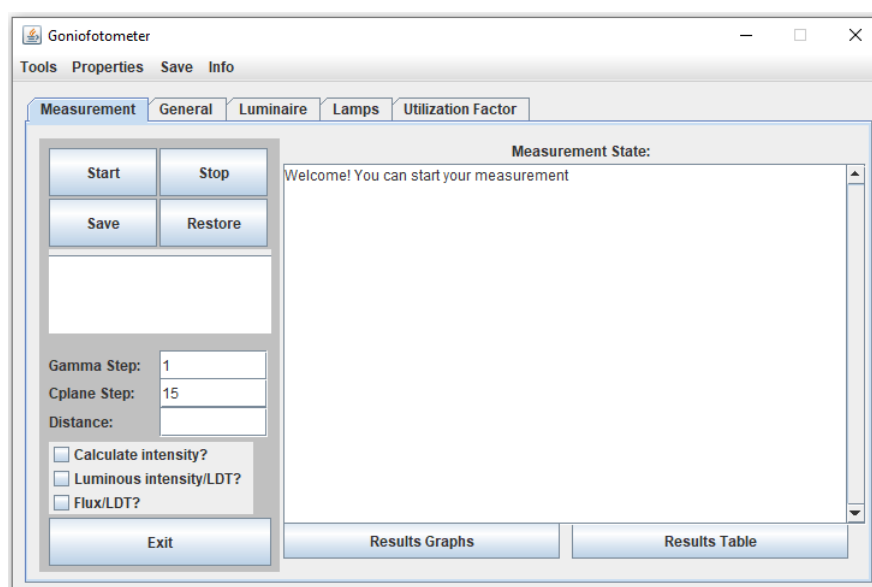 Goniofotometer
Tools Properties Save Info
Measurement General Luminaire Lamps Utilization Factor
Start Stop
Save Restore
Gamma Step: 1
Cplane Step: 15
Distance:
Calculate intensity?
Luminous intensity/LDT?
Flux/LDT?
Exit
Measurement State:
Welcome! You can start your measurement
Results Graphs Results Table